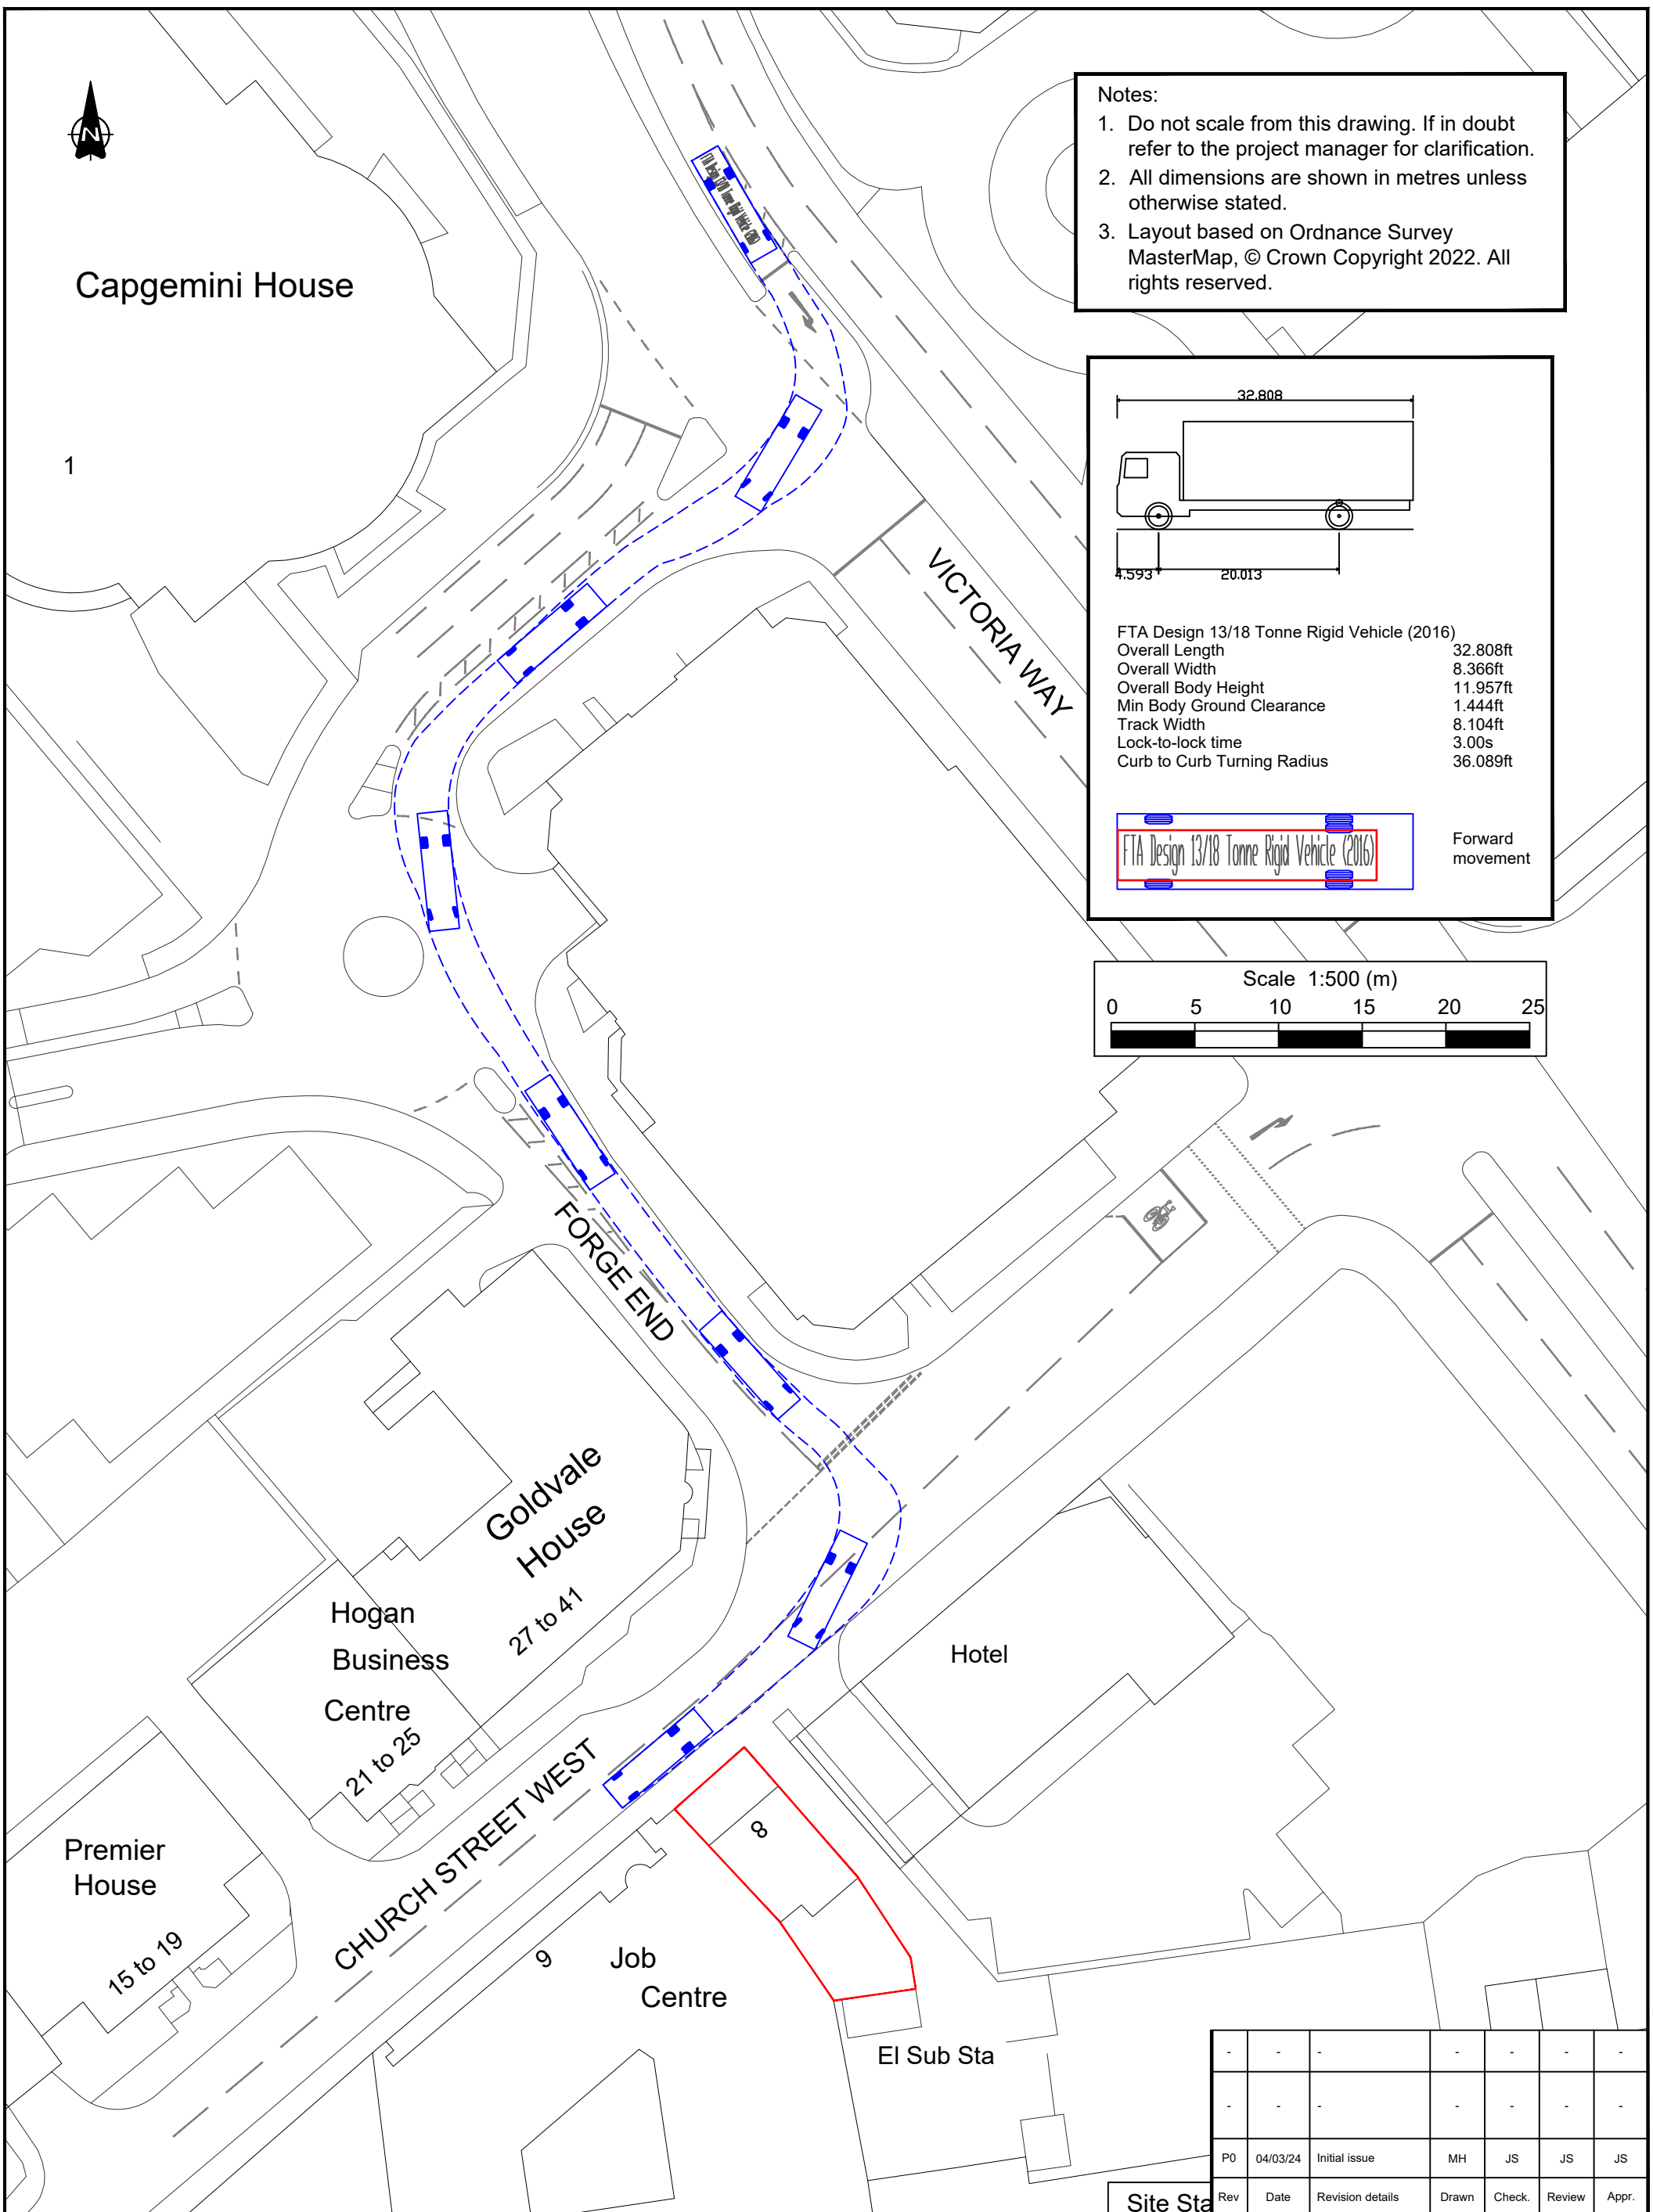 N
Capgemini House
1
Notes:
1. Do not scale from this drawing. If in doubt
refer to the project manager for clarification.
2. All dimensions are shown in metres unless
otherwise stated.
3. Layout based on Ordnance Survey
MasterMap, © Crown Copyright 2022. All
rights reserved.
32.808
4.593
20.013
FTA Design 13/18 Tonne Rigid Vehicle (2016)
Overall Length 32.808ft
Overall Width 8.366ft
Overall Body Height 11.957ft
Min Body Ground Clearance 1.444ft
Track Width 8.104ft
Lock-to-lock time 3.00s
Curb to Curb Turning Radius 36.089ft
FTA Design 13/18 Tonne Rigid Vehicle (2016)
Forward
movement
Scale 1:500 (m)
0 5 10 15 20 25
FTA Design 13/18 Tonne Rigid Vehicle (2016)
VICTORIA WAY
FORGE END
Goldvale
House
27 to 41
Hogan
Business
Centre
21 to 25
Hotel
CHURCH STREET WEST
8
Premier
House
15 to 19
9
Job
Centre
El Sub Sta
- - - - - - -
- - - - - - -
P0 04/03/24 Initial issue MH JS JS JS
Rev Date Revision details Drawn Check. Review Appr.
Site Sta